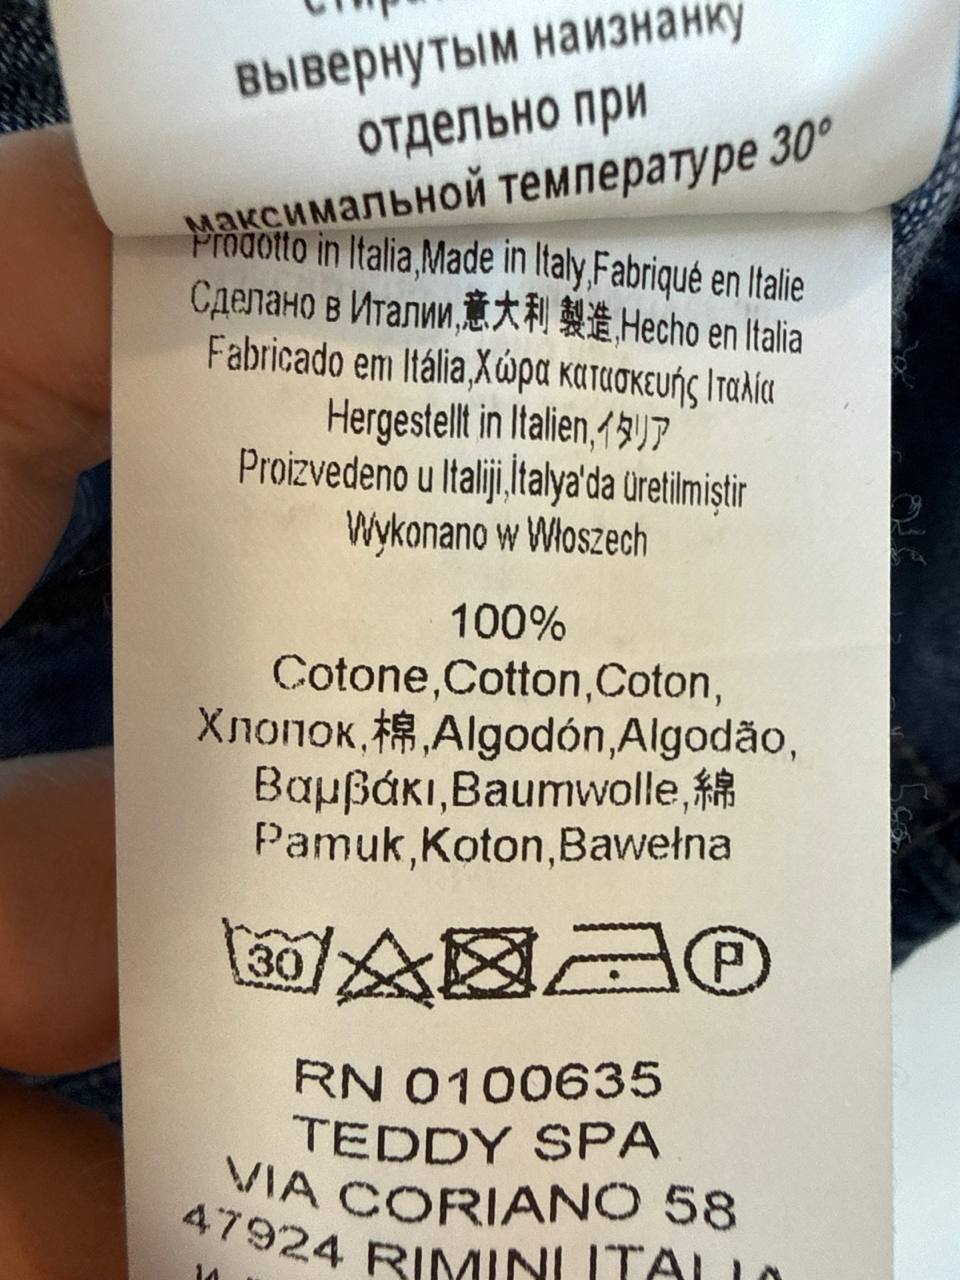 вывернутым наизнанку
отдельно при
максимальной температуре 30°
Prodotto in Italia,Made in Italy,Fabriqué en Italie
Сделано в Италии,意大利 製造,Hecho en Italia
Fabricado em Itália,Χώρα κατασκευής Ιταλία
Hergestellt in Italien,イタリア
Proizvedeno u Italiji,İtalya'da üretilmiştir
Wykonano w Włoszech
100%
Cotone,Cotton,Coton,
Хлопок,棉,Algodón,Algodão,
Βαμβάκι,Baumwolle,綿
Pamuk,Koton,Bawełna
30 P
RN 0100635
TEDDY SPA
VIA CORIANO 58
47924 RIMINI ITALIA